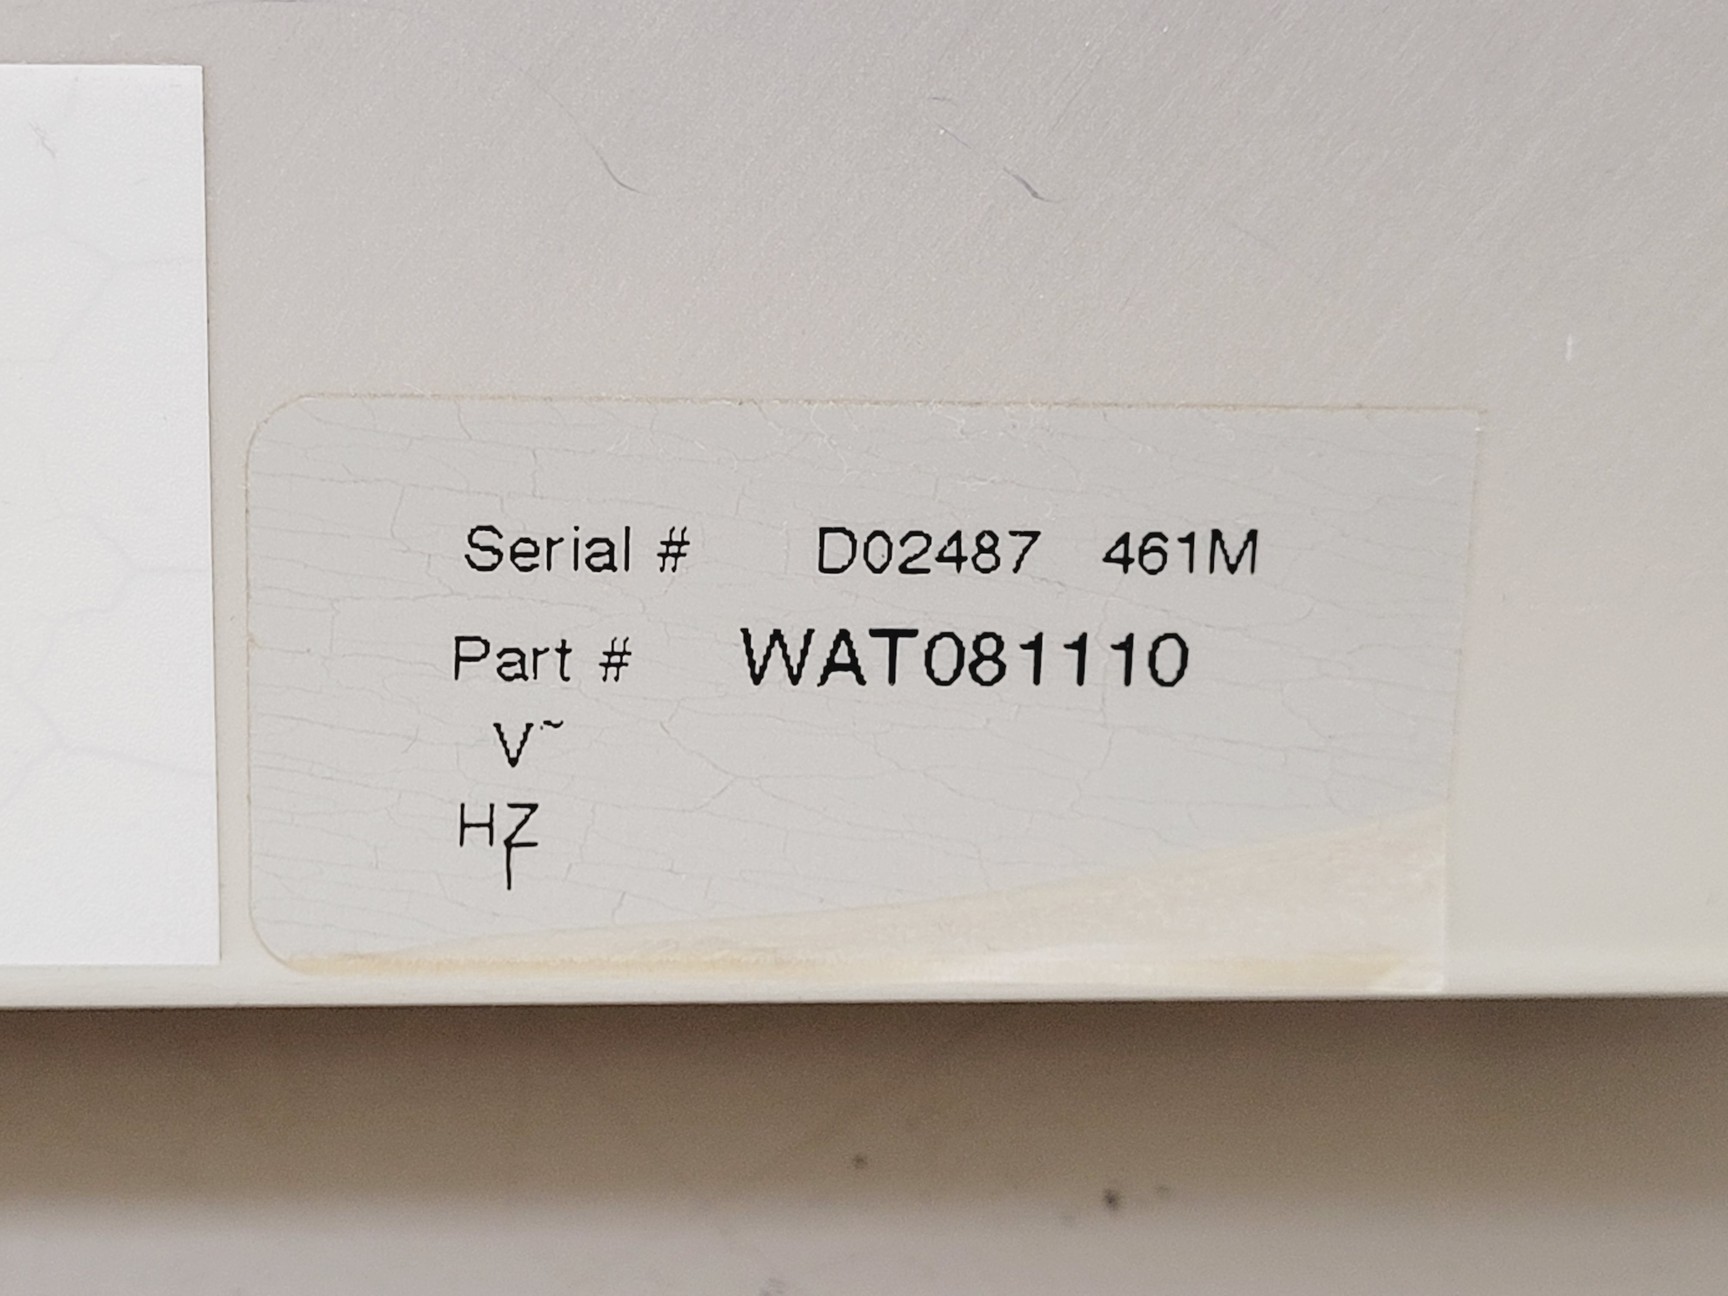 Serial # D02487 461M
Part # WAT081110
V~
HZ